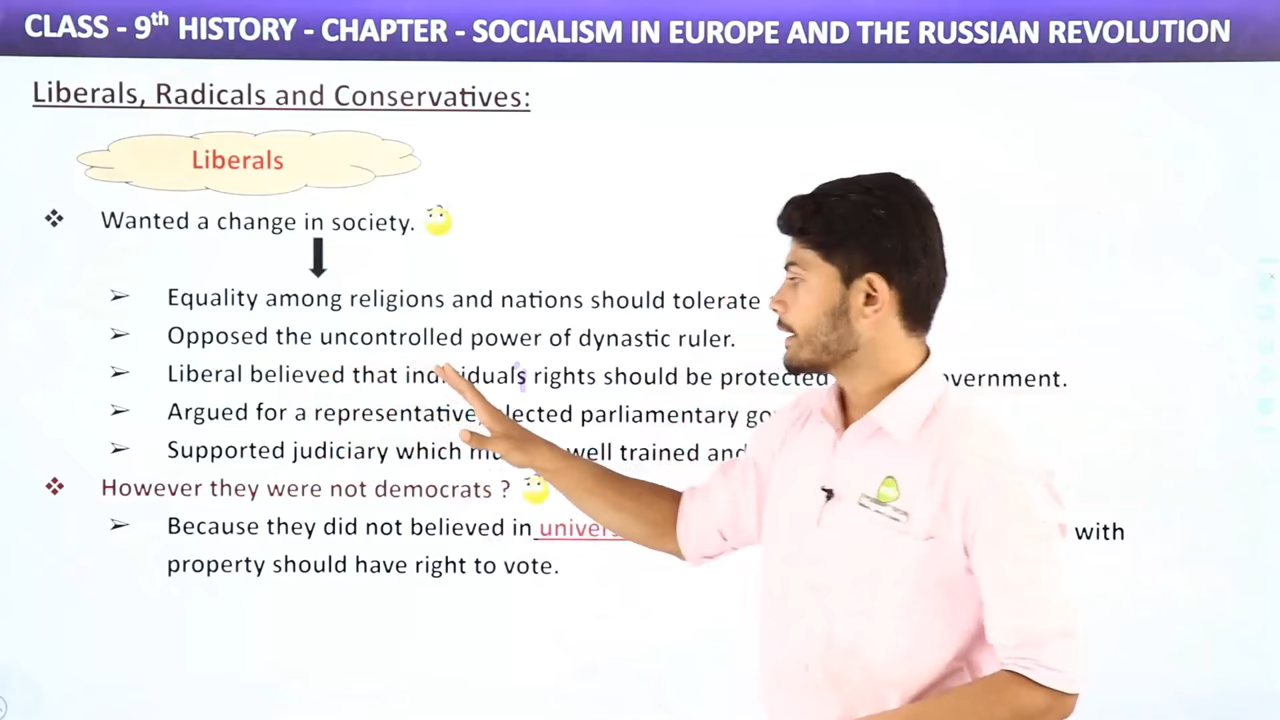 CLASS - 9th HISTORY - CHAPTER - SOCIALISM IN EUROPE AND THE RUSSIAN REVOLUTION
Liberals, Radicals and Conservatives:
Liberals
Wanted a change in society.
Equality among religions and nations should tolerate
Opposed the uncontrolled power of dynastic ruler.
Liberal believed that individuals rights should be protected
Argued for a representative, elected parliamentary
Supported judiciary which well trained and
However they were not democrats ?
Because they did not believed in with
property should have right to vote.